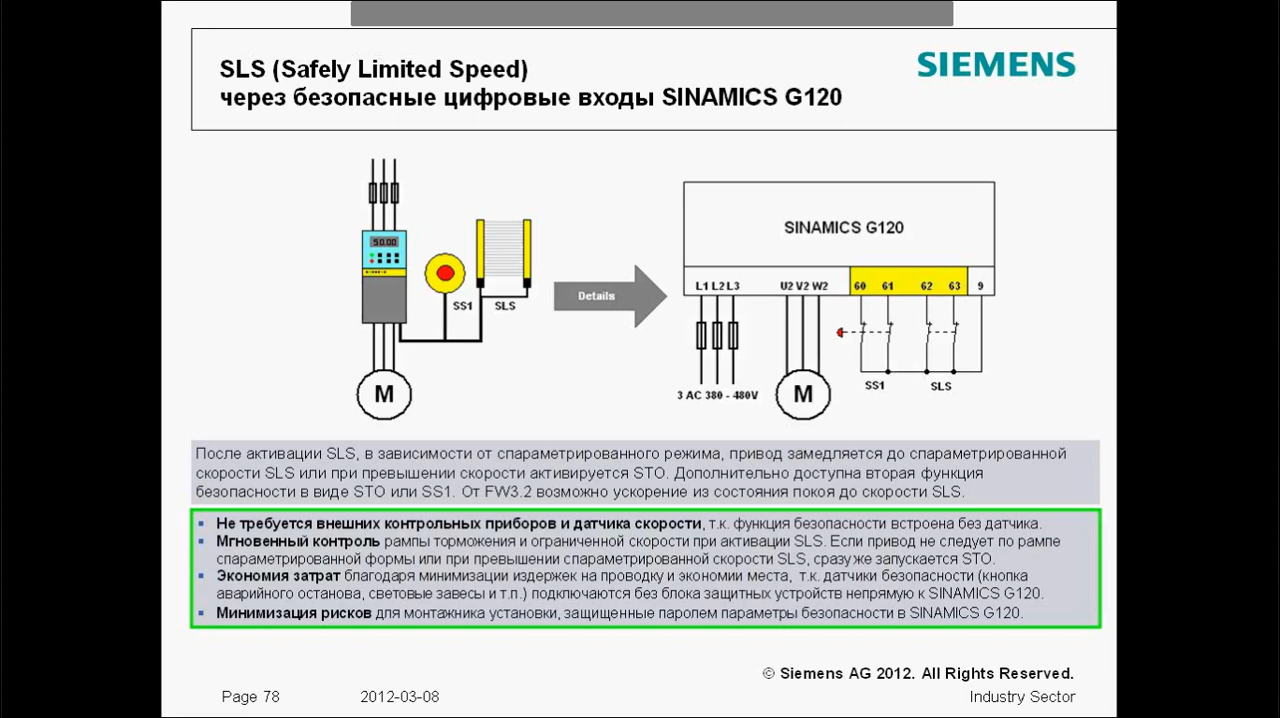 SLS (Safely Limited Speed)
через безопасные цифровые входы SINAMICS G120
SIEMENS
50.00
SS1
SLS
M
Details
SINAMICS G120
L1 L2 L3
U2 V2 W2
60
61
62
63
9
3 AC 380 - 480V
M
SS1
SLS
После активации SLS, в зависимости от спараметрированного режима, привод замедляется до спараметрированной
скорости SLS или при превышении скорости активируется STO. Дополнительно доступна вторая функция
безопасности в виде STO или SS1. От FW3.2 возможно ускорение из состояния покоя до скорости SLS.
▪ Не требуется внешних контрольных приборов и датчика скорости, т.к. функция безопасности встроена без датчика.
▪ Мгновенный контроль рампы торможения и ограниченной скорости при активации SLS. Если привод не следует по рампе
спараметрированной формы или при превышении спараметрированной скорости SLS, сразу же запускается STO.
▪ Экономия затрат благодаря минимизации издержек на проводку и экономии места, т.к. датчики безопасности (кнопка
аварийного останова, световые завесы и т.п.) подключаются без блока защитных устройств непрямую к SINAMICS G120.
▪ Минимизация рисков для монтажника установки, защищенные паролем параметры безопасности в SINAMICS G120.
© Siemens AG 2012. All Rights Reserved.
Page 78
2012-03-08
Industry Sector